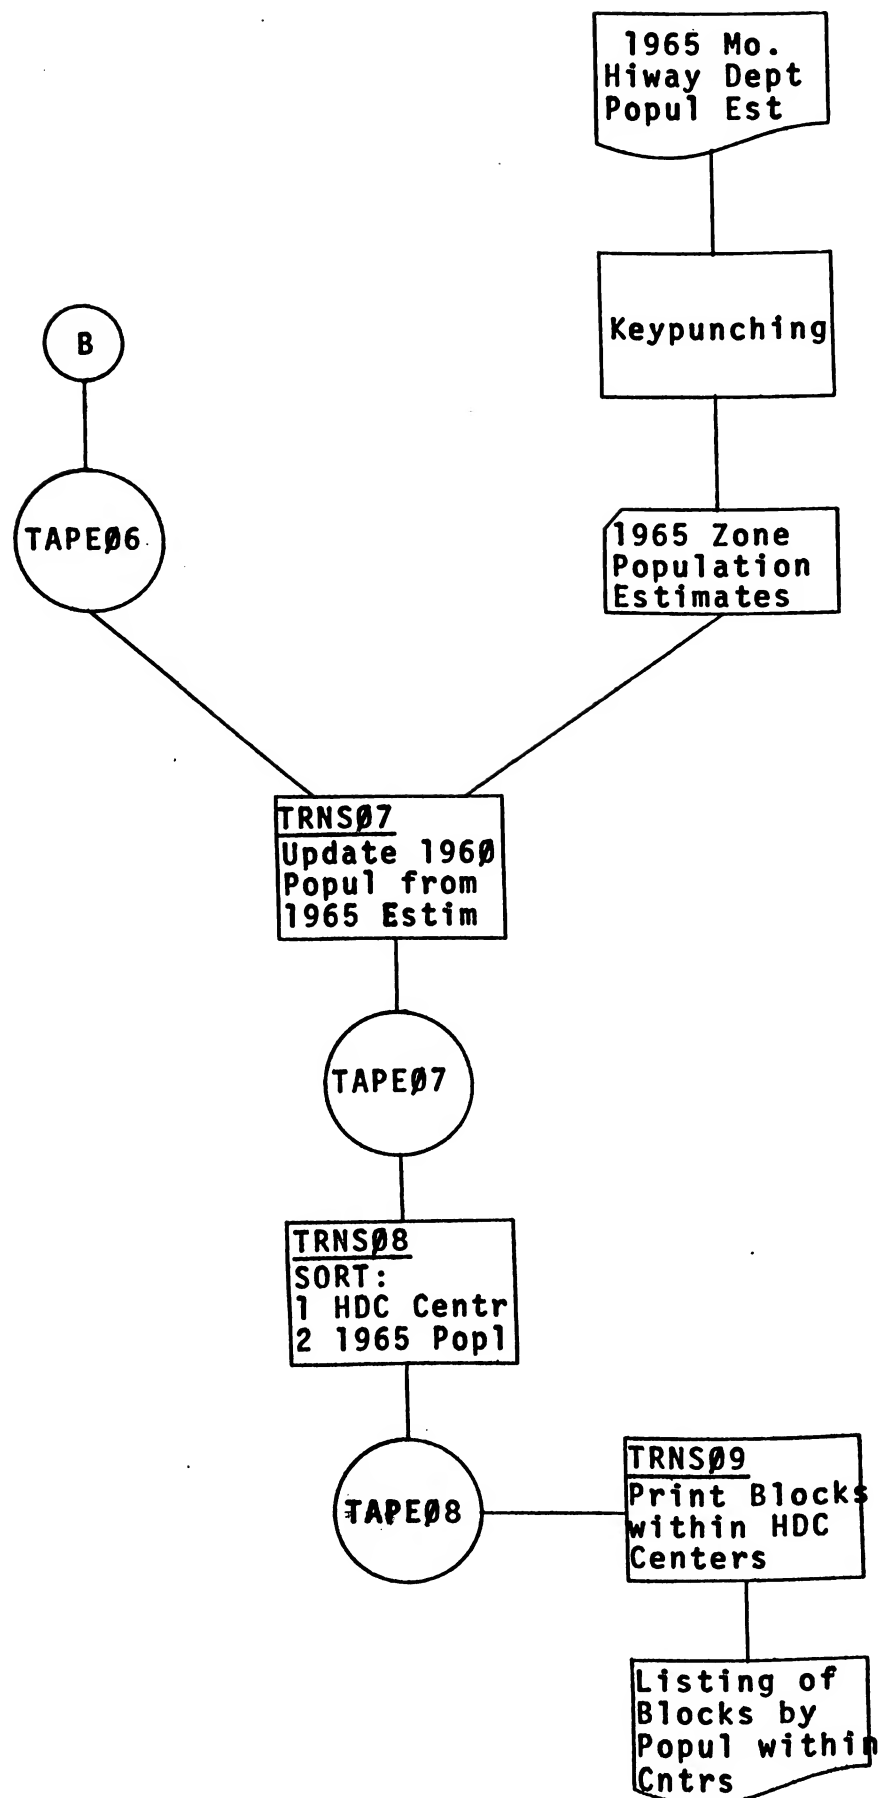 1965 Mo.
Hiway Dept
Popul Est
Keypunching
B
TAPEØ6
1965 Zone
Population
Estimates
TRNSØ7
Update 196Ø
Popul from
1965 Estim
TAPEØ7
TRNSØ8
SORT:
1 HDC Centr
2 1965 Popl
TAPEØ8
TRNSØ9
Print Blocks
within HDC
Centers
Listing of
Blocks by
Popul within
Cntrs